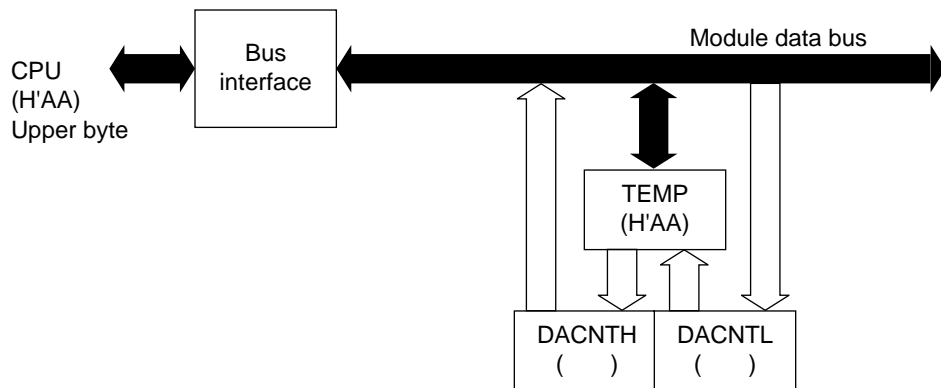 Bus
interface
Module data bus
CPU
(H'AA)
Upper byte
TEMP
(H'AA)
DACNTH
(      )
DACNTL
(      )